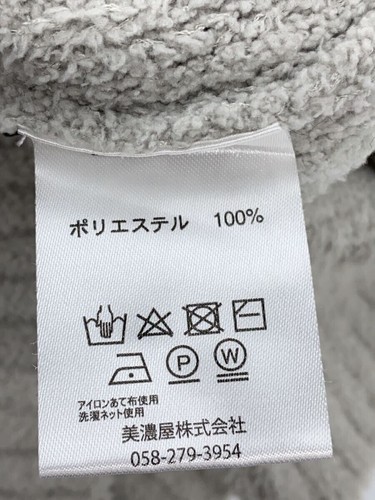 ポリエステル 100%
P W
アイロンあて布使用
洗濯ネット使用
美濃屋株式会社
058-279-3954